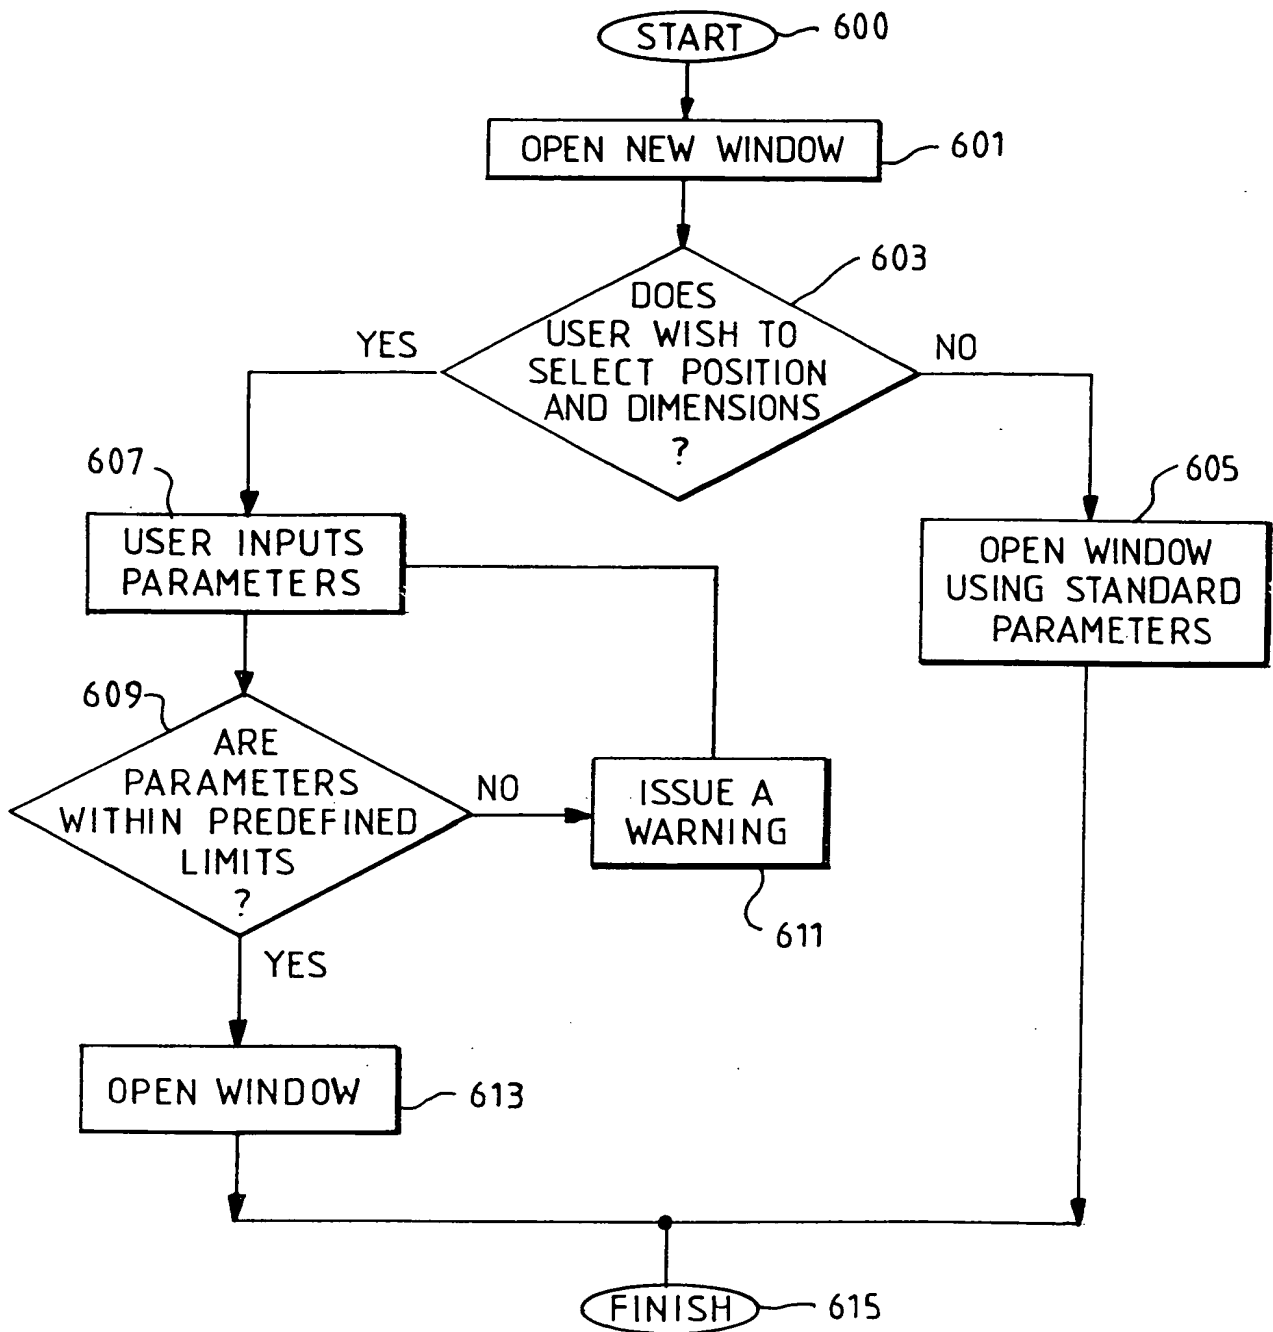 START
600
OPEN NEW WINDOW
601
603
DOES
USER WISH TO
SELECT POSITION
AND DIMENSIONS
?
YES
NO
607
USER INPUTS
PARAMETERS
605
OPEN WINDOW
USING STANDARD
PARAMETERS
609
ARE
PARAMETERS
WITHIN PREDEFINED
LIMITS
?
NO
ISSUE A
WARNING
611
YES
OPEN WINDOW
613
FINISH
615